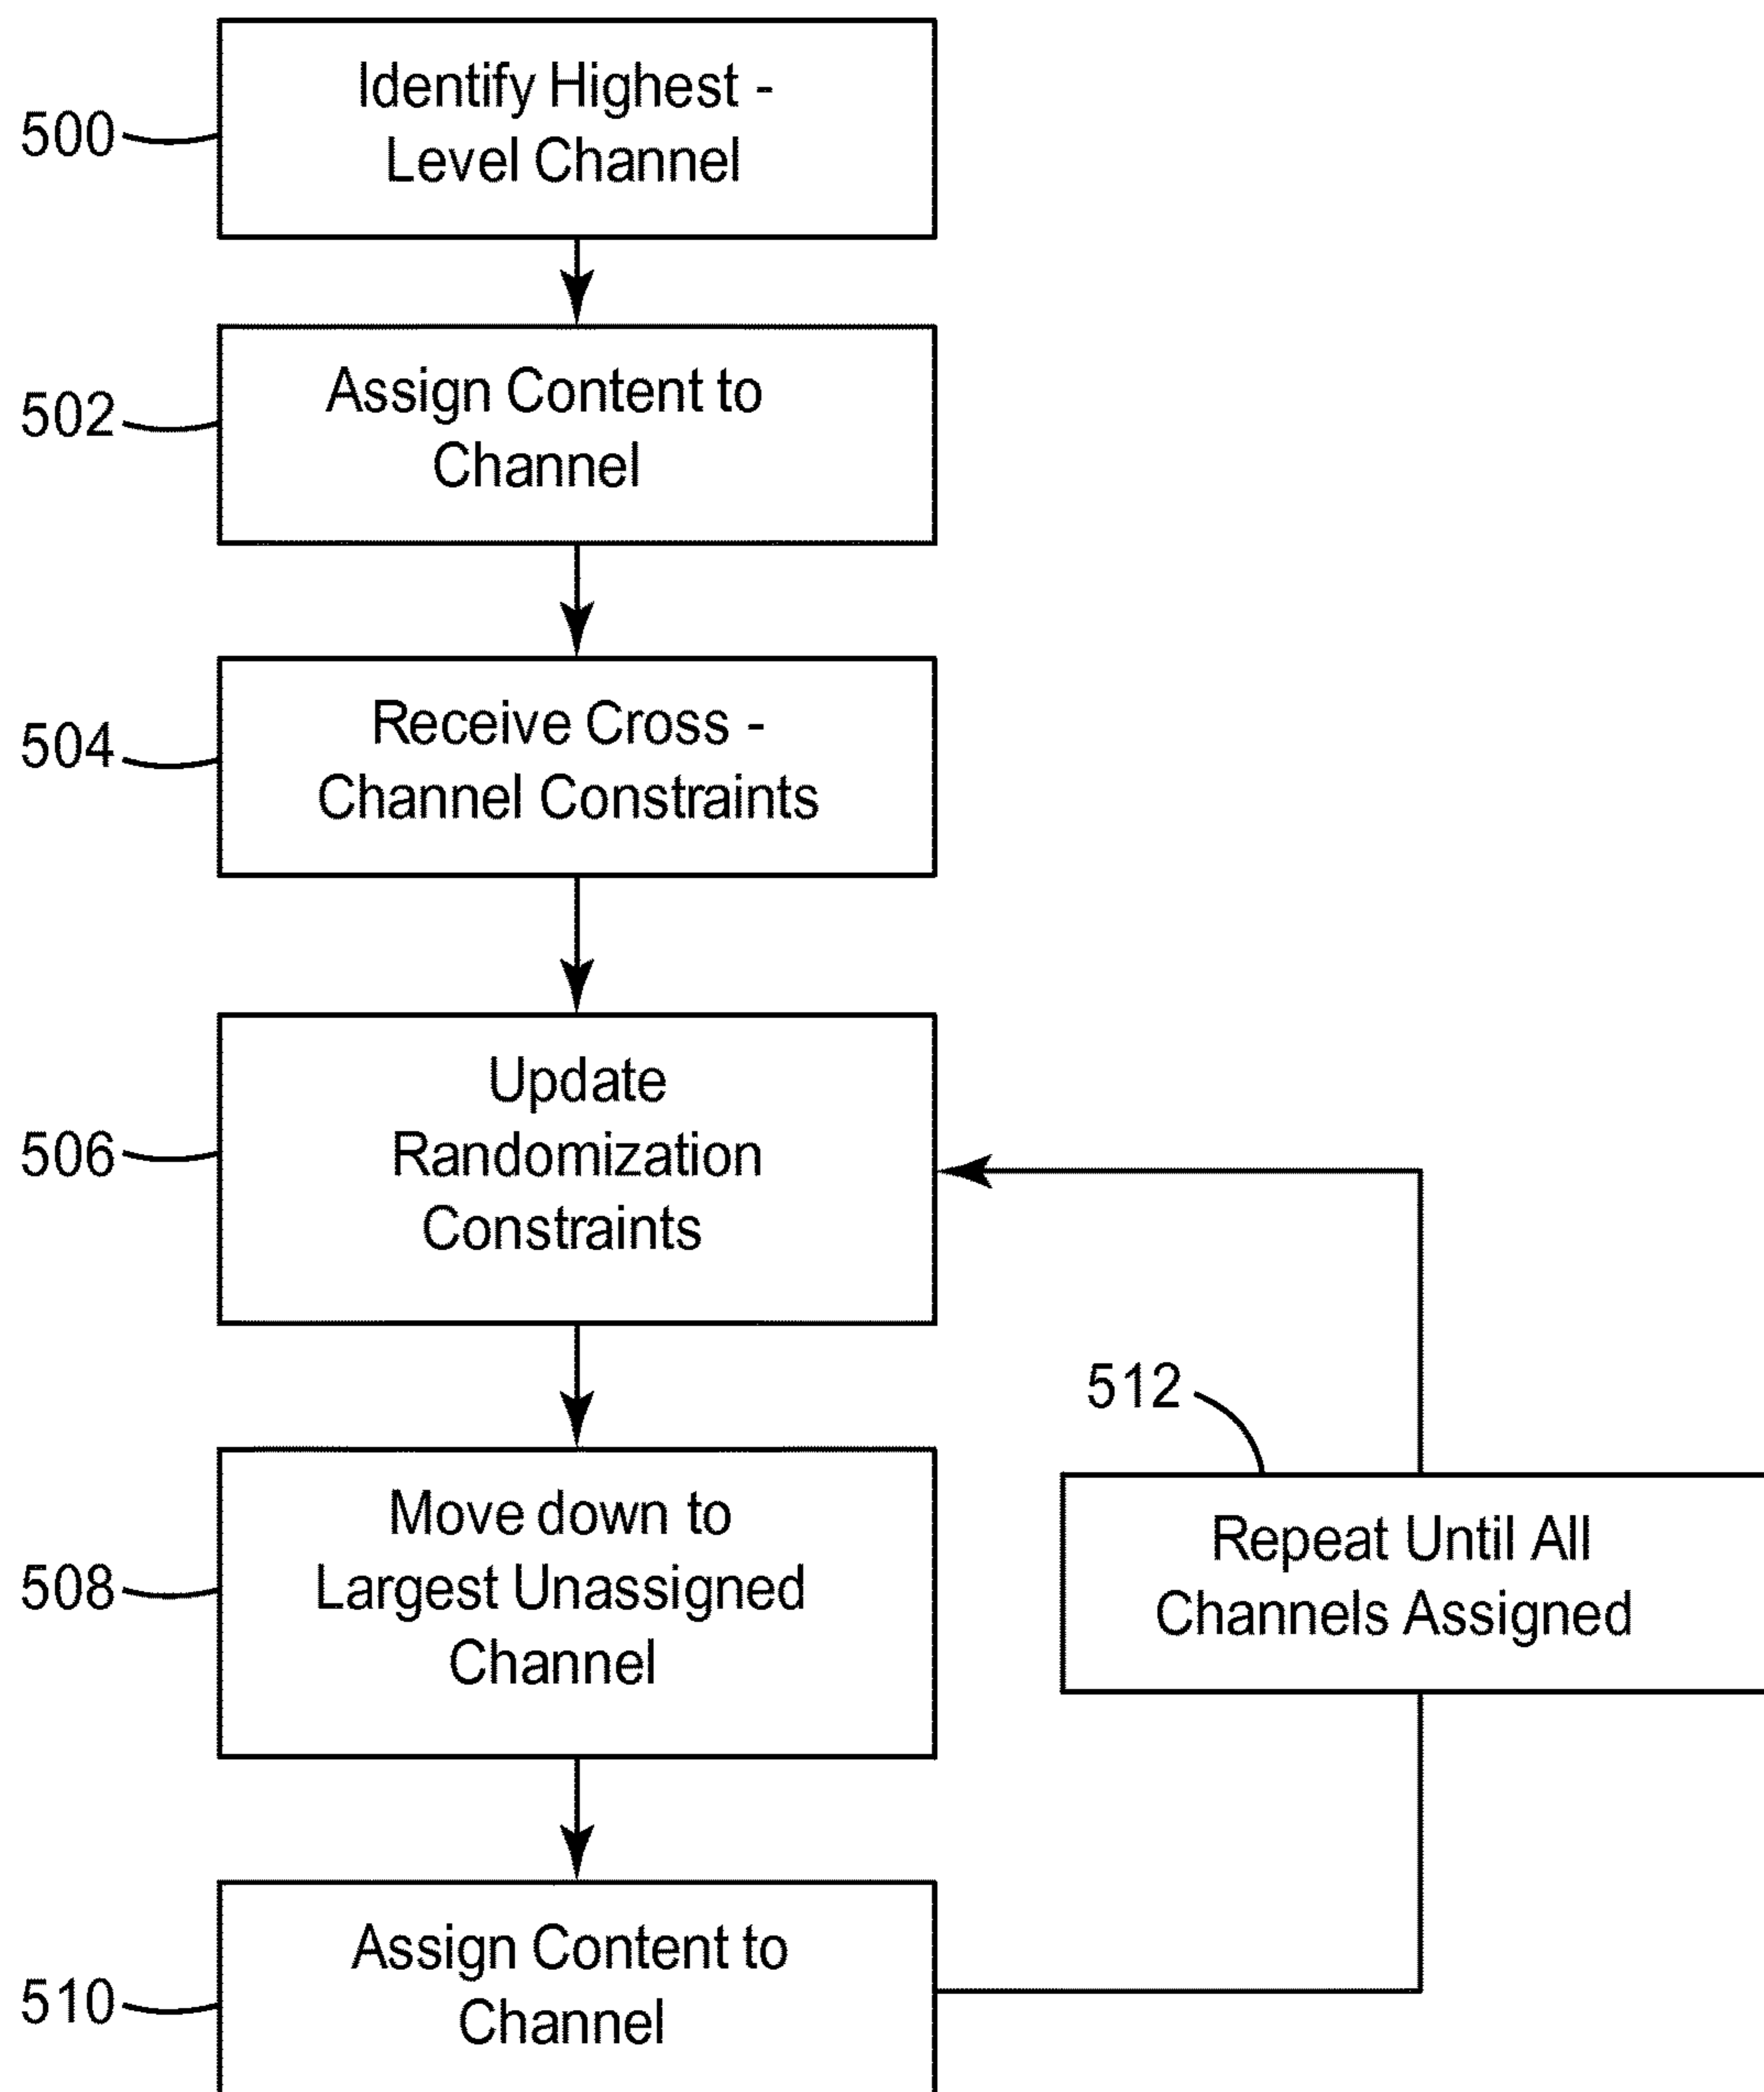 500
Identify Highest -
Level Channel
502
Assign Content to
Channel
504
Receive Cross -
Channel Constraints
506
Update
Randomization
Constraints
508
Move down to
Largest Unassigned
Channel
512
Repeat Until All
Channels Assigned
510
Assign Content to
Channel